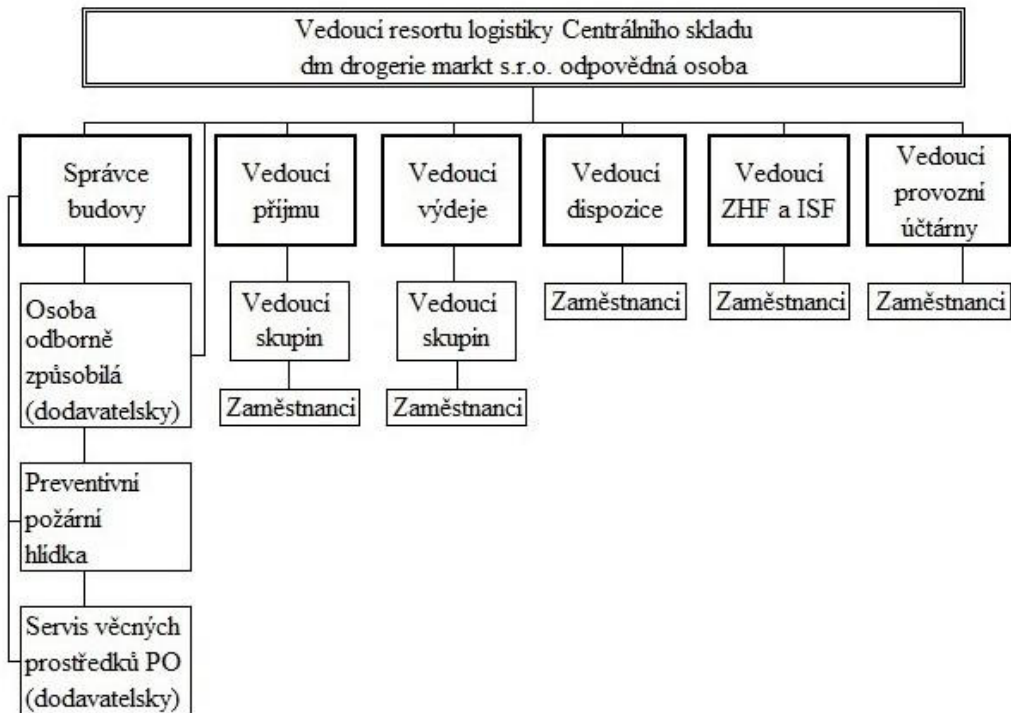 Vedoucí resortu logistiky Centrálního skladu
dm drogerie markt s.r.o. odpovědná osoba
Správce
budovy
Vedoucí
příjmu
Vedoucí
výdeje
Vedoucí
dispozice
Vedoucí
ZHF a ISF
Vedoucí
provozní
účtárny
Osoba
odborně
způsobilá
(dodavatelsky)
Vedoucí
skupin
Vedoucí
skupin
Zaměstnanci
Zaměstnanci
Zaměstnanci
Zaměstnanci
Zaměstnanci
Preventivní
požární
hlídka
Servis věcných
prostředků PO
(dodavatelsky)